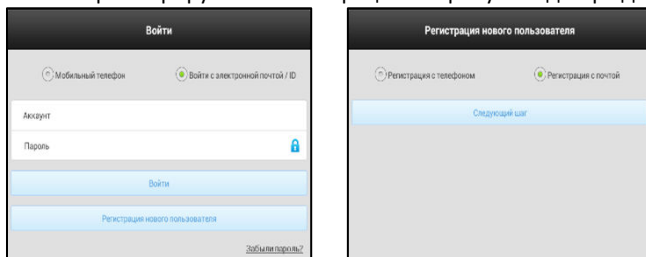 Войти
Мобильный телефон
Войти с электронной почтой / ID
Аккаунт
Пароль
Войти
Регистрация нового пользователя
Забыли пароль?
Регистрация нового пользователя
Регистрация с телефоном
Регистрация с почтой
Следующий шаг